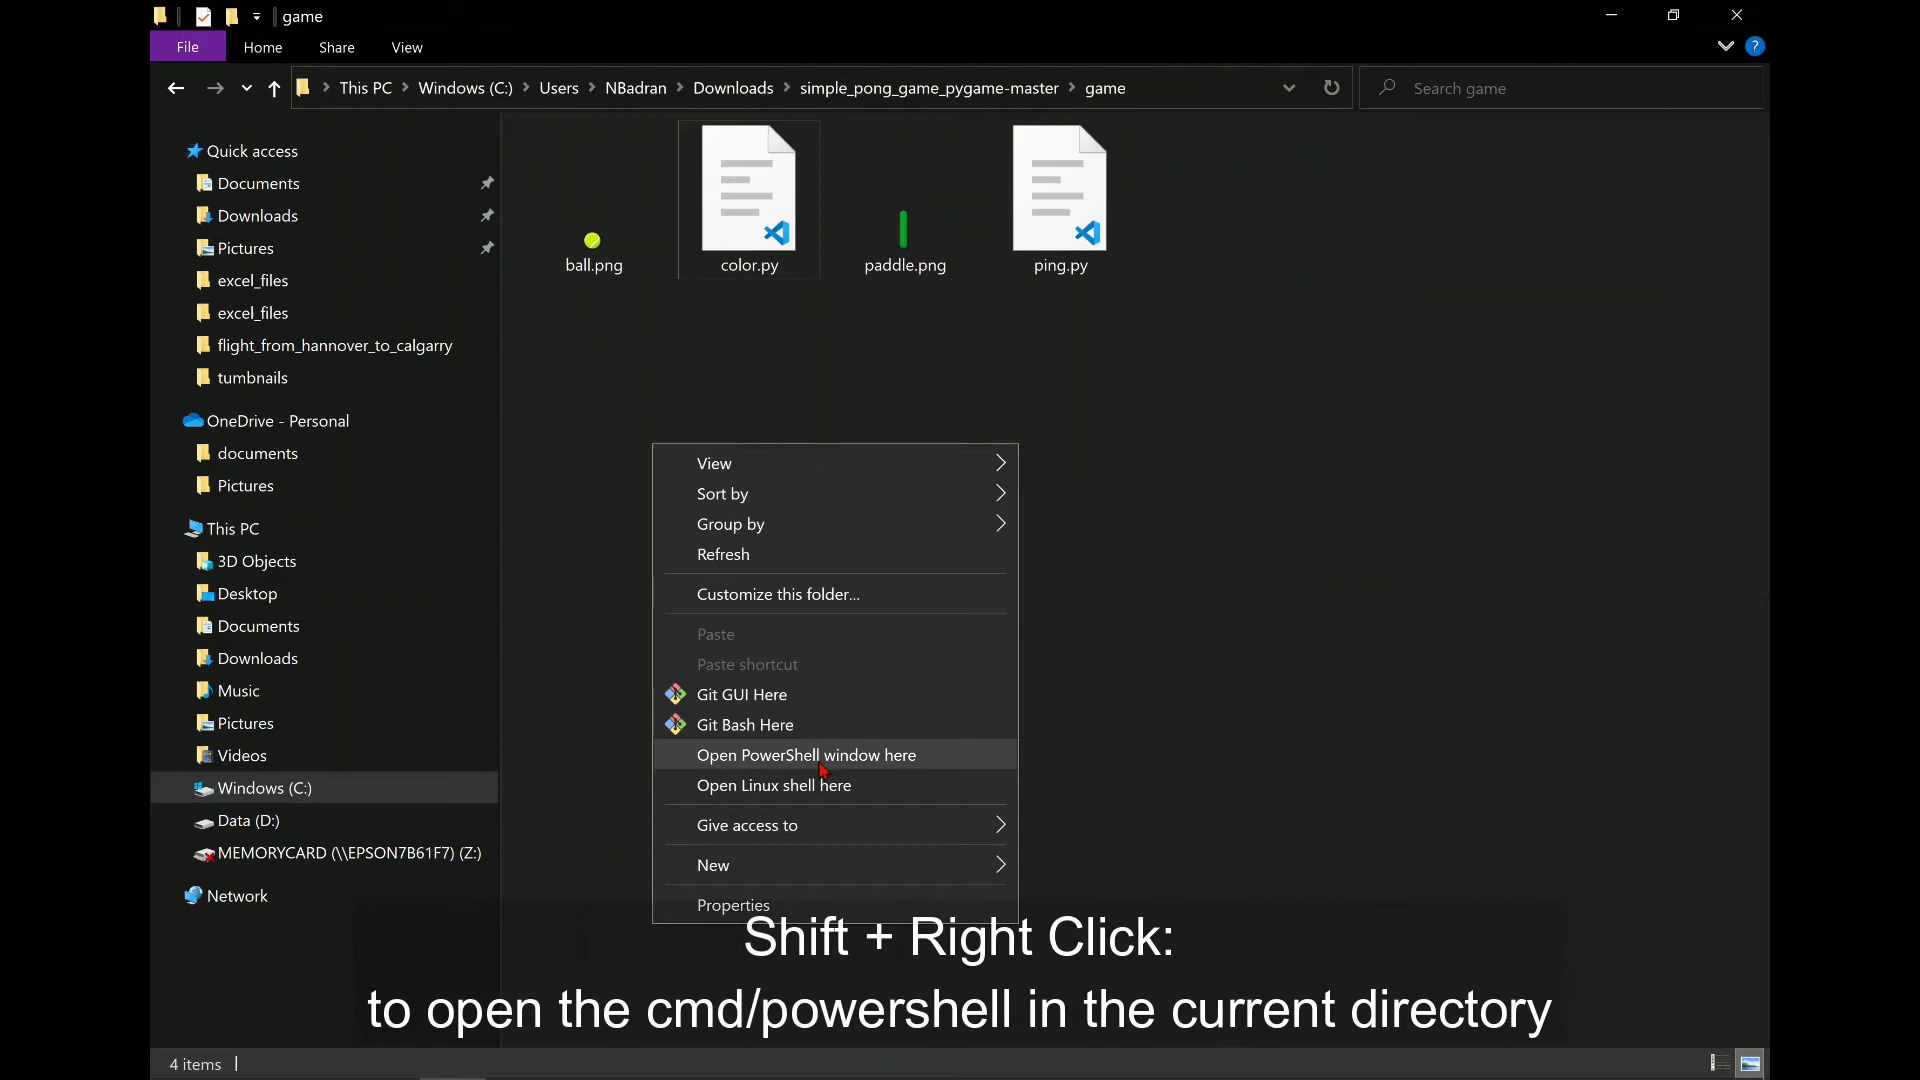 game
File
Home
Share
View
?
This PC
Windows (C:)
Users
NBadran
Downloads
simple_pong_game_pygame-master
game
Search game
Quick access
Documents
Downloads
Pictures
excel_files
excel_files
flight_from_hannover_to_calgarry
tumbnails
OneDrive - Personal
documents
Pictures
This PC
3D Objects
Desktop
Documents
Downloads
Music
Pictures
Videos
Windows (C:)
Data (D:)
MEMORYCARD (\\EPSON7B61F7) (Z:)
Network
ball.png
color.py
paddle.png
ping.py
View
Sort by
Group by
Refresh
Customize this folder...
Paste
Paste shortcut
Git GUI Here
Git Bash Here
Open PowerShell window here
Open Linux shell here
Give access to
New
Properties
Shift + Right Click:
to open the cmd/powershell in the current directory
4 items